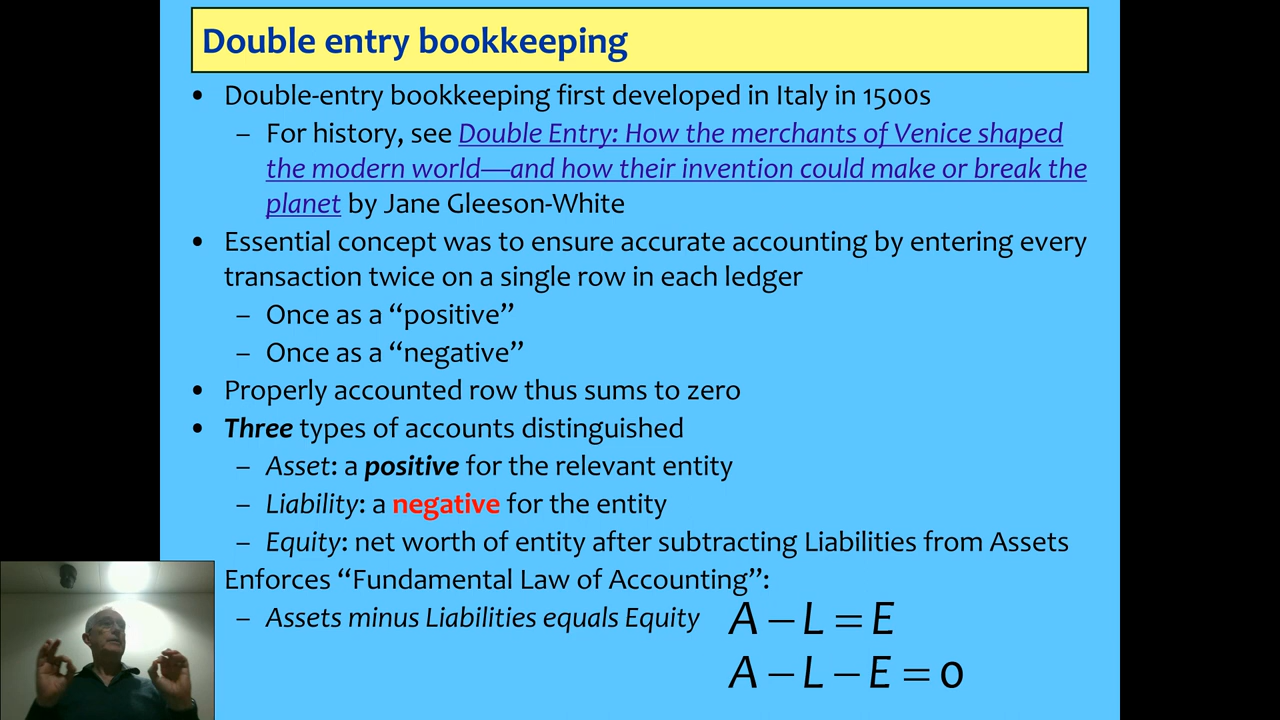 Double entry bookkeeping
• Double-entry bookkeeping first developed in Italy in 1500s
– For history, see Double Entry: How the merchants of Venice shaped
the modern world—and how their invention could make or break the
planet by Jane Gleeson-White
• Essential concept was to ensure accurate accounting by entering every
transaction twice on a single row in each ledger
– Once as a “positive”
– Once as a “negative”
• Properly accounted row thus sums to zero
• Three types of accounts distinguished
– Asset: a positive for the relevant entity
– Liability: a negative for the entity
– Equity: net worth of entity after subtracting Liabilities from Assets
Enforces “Fundamental Law of Accounting”:
– Assets minus Liabilities equals Equity A – L = E
A – L – E = 0